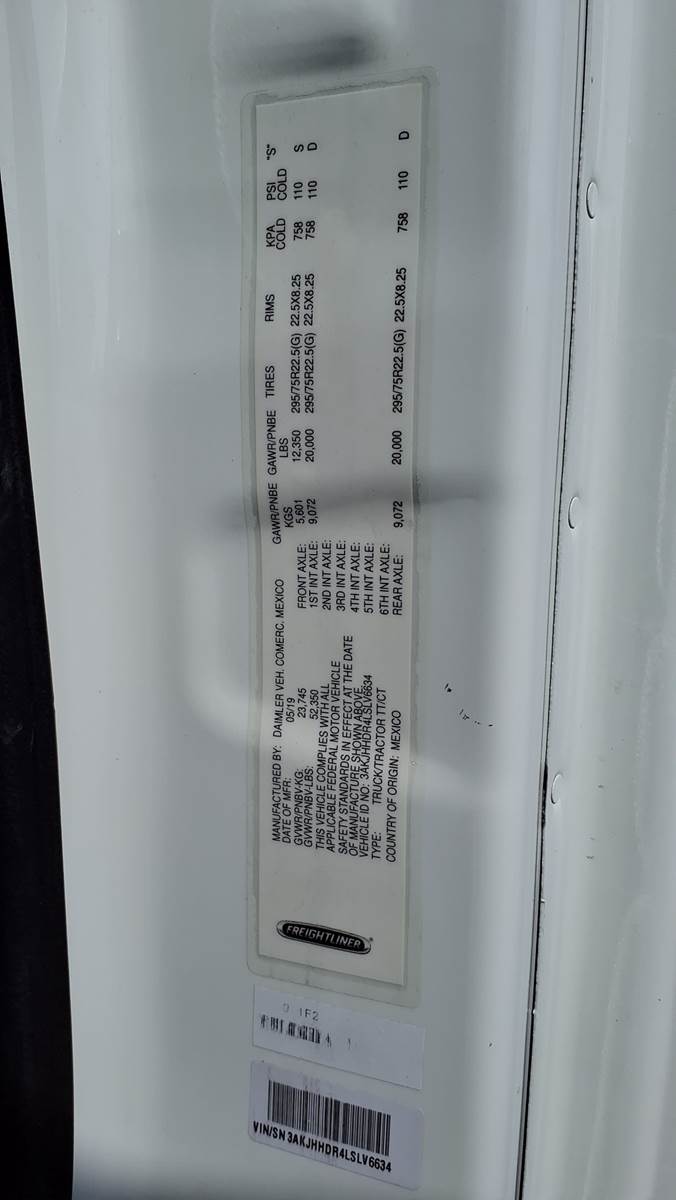 FREIGHTLINER
MANUFACTURED BY: DAIMLER VEH. COMERC. MEXICO
DATE OF MFR: 05/19
GVWR/PNBV-KG: 23,745
GVWR/PNBV-LBS: 52,350
THIS VEHICLE COMPLIES WITH ALL
APPLICABLE FEDERAL MOTOR VEHICLE
SAFETY STANDARDS IN EFFECT AT THE DATE
OF MANUFACTURE SHOWN ABOVE.
VEHICLE ID NO: 3AKJHHDR4LSLV6634
TYPE: TRUCK/TRACTOR TT/CT
COUNTRY OF ORIGIN: MEXICO
GAWR/PNBE GAWR/PNBE TIRES RIMS KPA PSI "S"
KGS LBS COLD COLD
FRONT AXLE: 5,601 12,350 295/75R22.5(G) 22.5X8.25 758 110 S
1ST INT AXLE: 9,072 20,000 295/75R22.5(G) 22.5X8.25 758 110 D
2ND INT AXLE:
3RD INT AXLE:
4TH INT AXLE:
5TH INT AXLE:
6TH INT AXLE:
REAR AXLE: 9,072 20,000 295/75R22.5(G) 22.5X8.25 758 110 D
1F2
VIN/SN 3AKJHHDR4LSLV6634